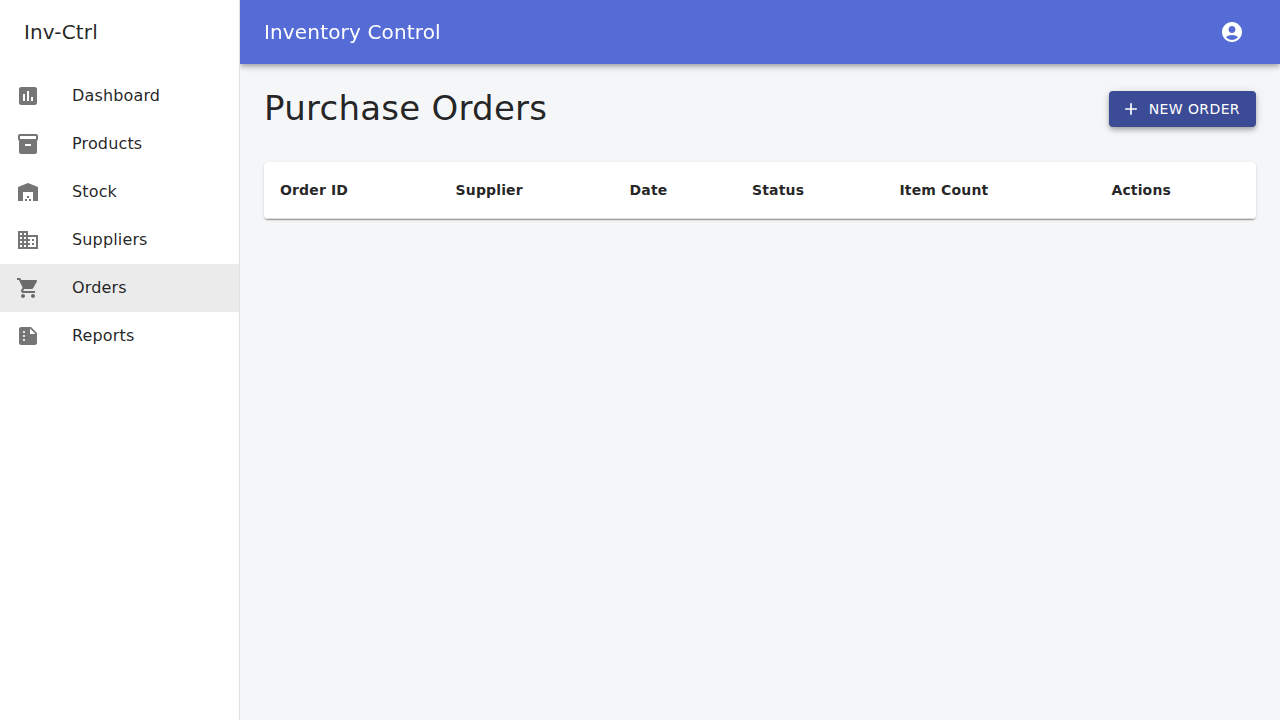 Inv-Ctrl
Inventory Control
Dashboard
Products
Stock
Suppliers
Orders
Reports
Purchase Orders
NEW ORDER
Order ID Supplier Date Status Item Count Actions